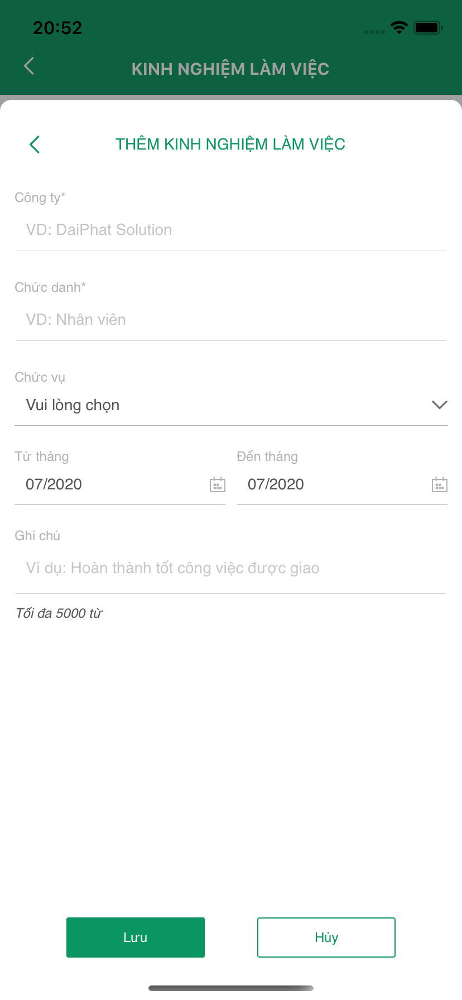 20:52
KINH NGHIỆM LÀM VIỆC
THÊM KINH NGHIỆM LÀM VIỆC
Công ty*
VD: DaiPhat Solution
Chức danh*
VD: Nhân viên
Chức vụ
Vui lòng chọn
Từ tháng Đến tháng
07/2020 07/2020
Ghi chú
Ví dụ: Hoàn thành tốt công việc được giao
Tối đa 5000 từ
Lưu Hủy